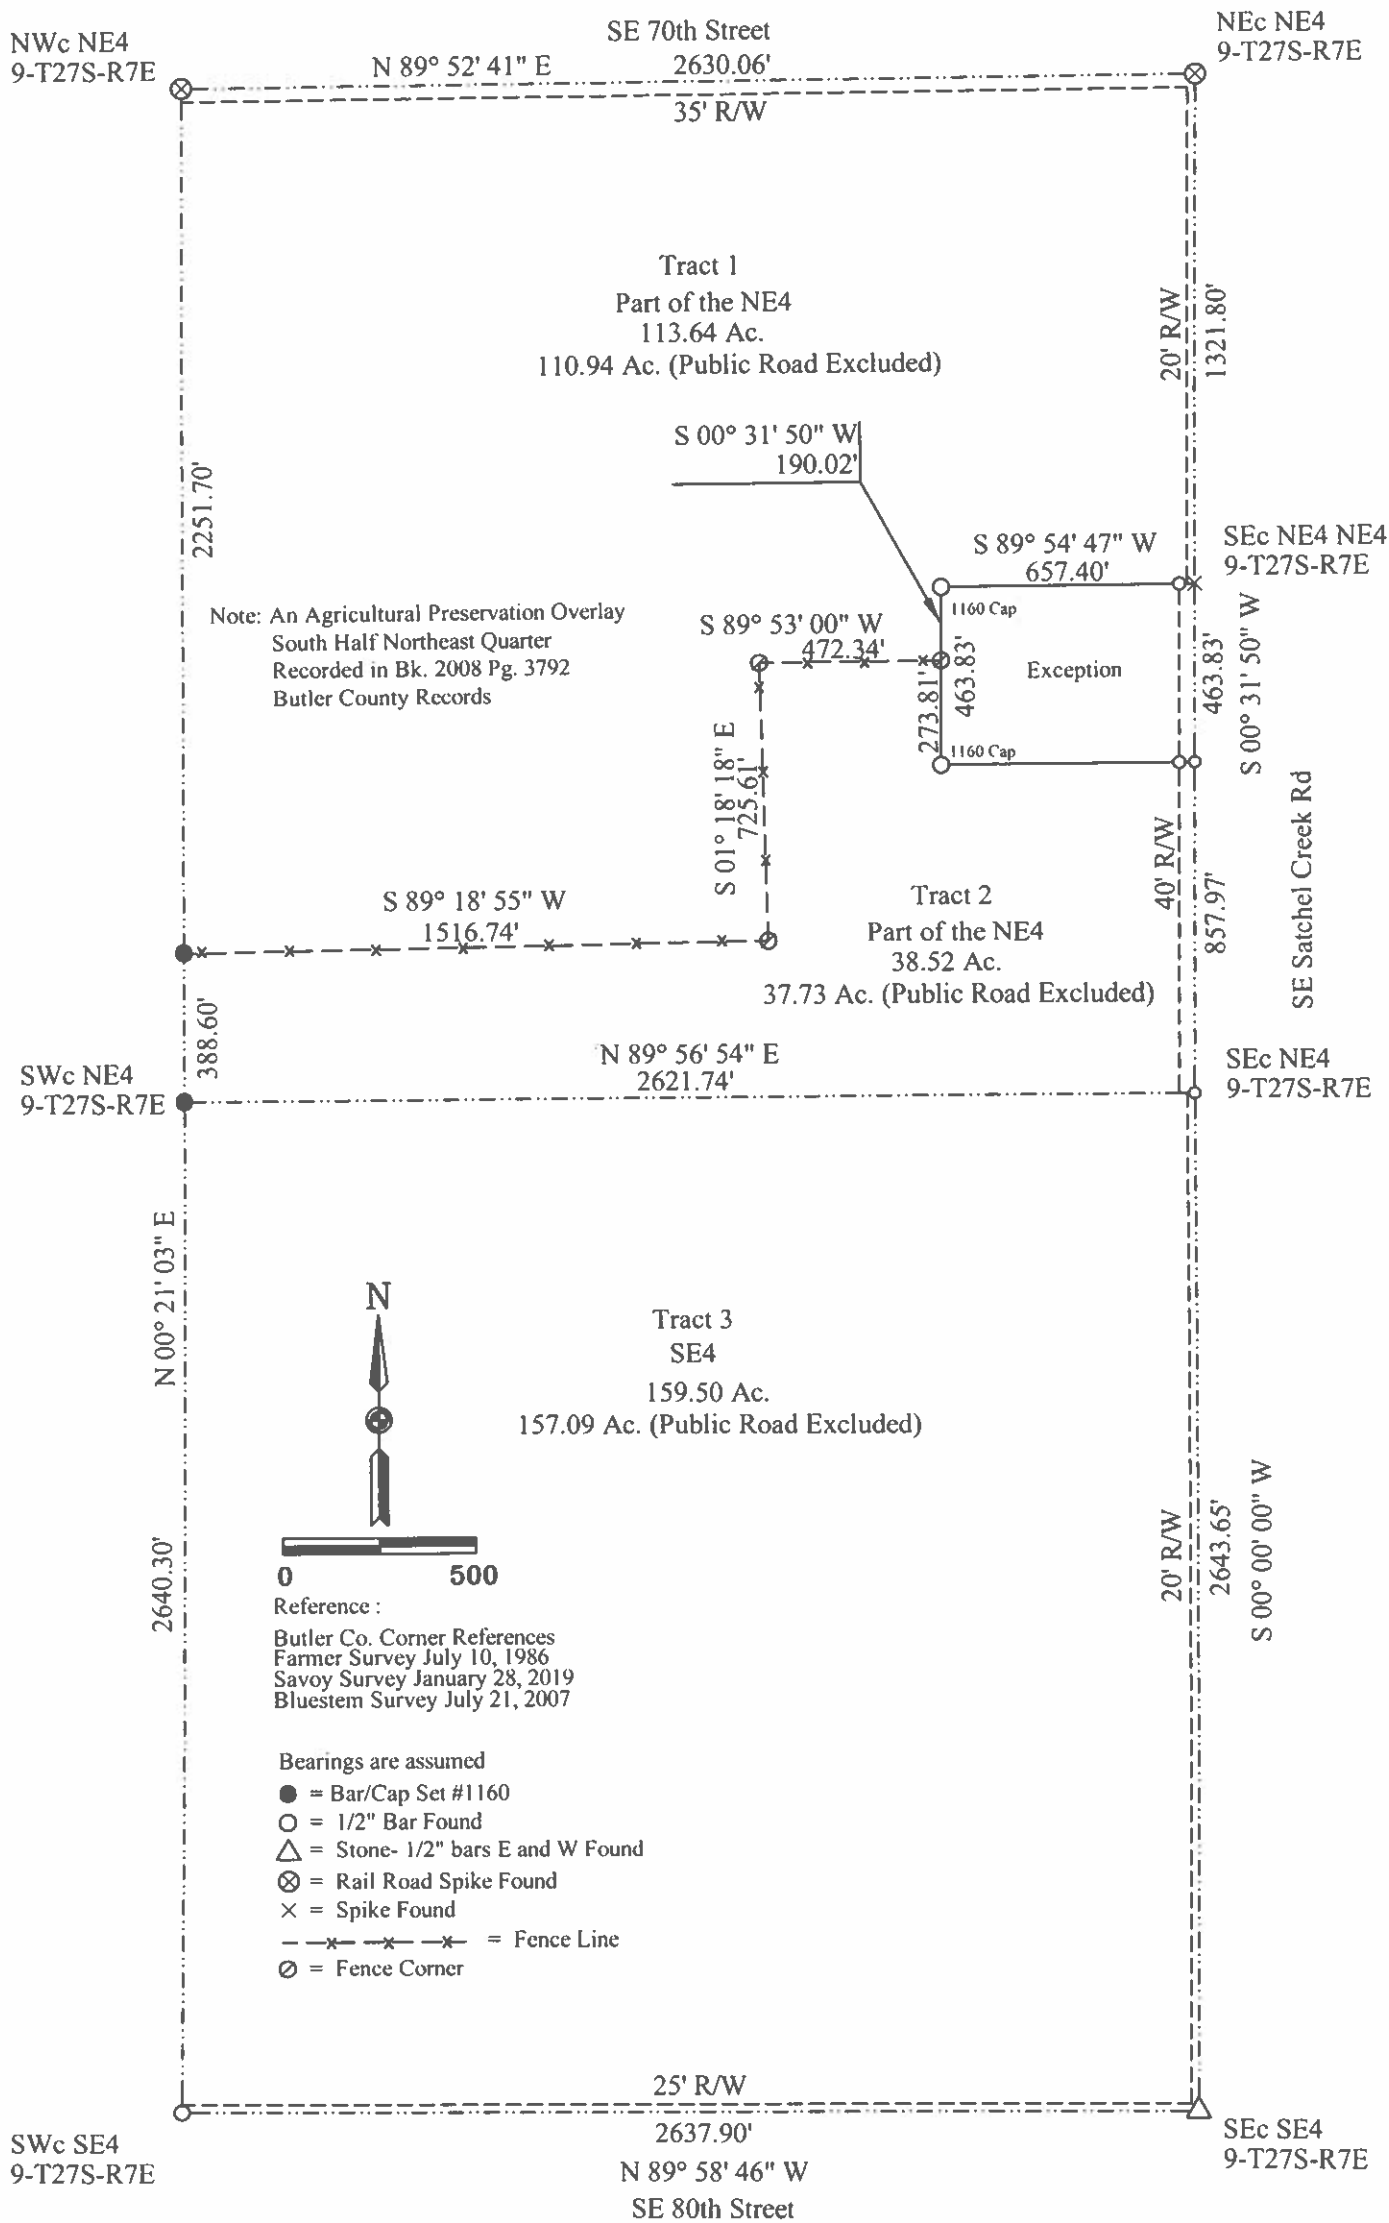 SE 70th Street
NWc NE4
9-T27S-R7E
N 89° 52' 41" E
2630.06'
NEc NE4
9-T27S-R7E
35' R/W
Tract 1
Part of the NE4
113.64 Ac.
110.94 Ac. (Public Road Excluded)
20' R/W
1321.80'
2251.70'
S 00° 31' 50" W
190.02'
S 89° 54' 47" W
657.40'
SEc NE4 NE4
9-T27S-R7E
1160 Cap
Note: An Agricultural Preservation Overlay
South Half Northeast Quarter
Recorded in Bk. 2008 Pg. 3792
Butler County Records
S 89° 53' 00" W
472.34'
273.81'
463.83'
Exception
1160 Cap
463.83'
S 00° 31' 50" W
S 01° 18' 18" E
725.61'
SE Satchel Creek Rd
40' R/W
857.97'
S 89° 18' 55" W
1516.74'
Tract 2
Part of the NE4
38.52 Ac.
37.73 Ac. (Public Road Excluded)
388.60'
SWc NE4
9-T27S-R7E
N 89° 56' 54" E
2621.74'
SEc NE4
9-T27S-R7E
N 00° 21' 03" E
2640.30'
N
Tract 3
SE4
159.50 Ac.
157.09 Ac. (Public Road Excluded)
20' R/W
2643.65'
S 00° 00' 00" W
0 500
Reference :
Butler Co. Corner References
Farmer Survey July 10, 1986
Savoy Survey January 28, 2019
Bluestem Survey July 21, 2007
Bearings are assumed
= Bar/Cap Set #1160
= 1/2" Bar Found
= Stone- 1/2" bars E and W Found
= Rail Road Spike Found
= Spike Found
= Fence Line
= Fence Corner
25' R/W
2637.90'
N 89° 58' 46" W
SE 80th Street
SWc SE4
9-T27S-R7E
SEc SE4
9-T27S-R7E